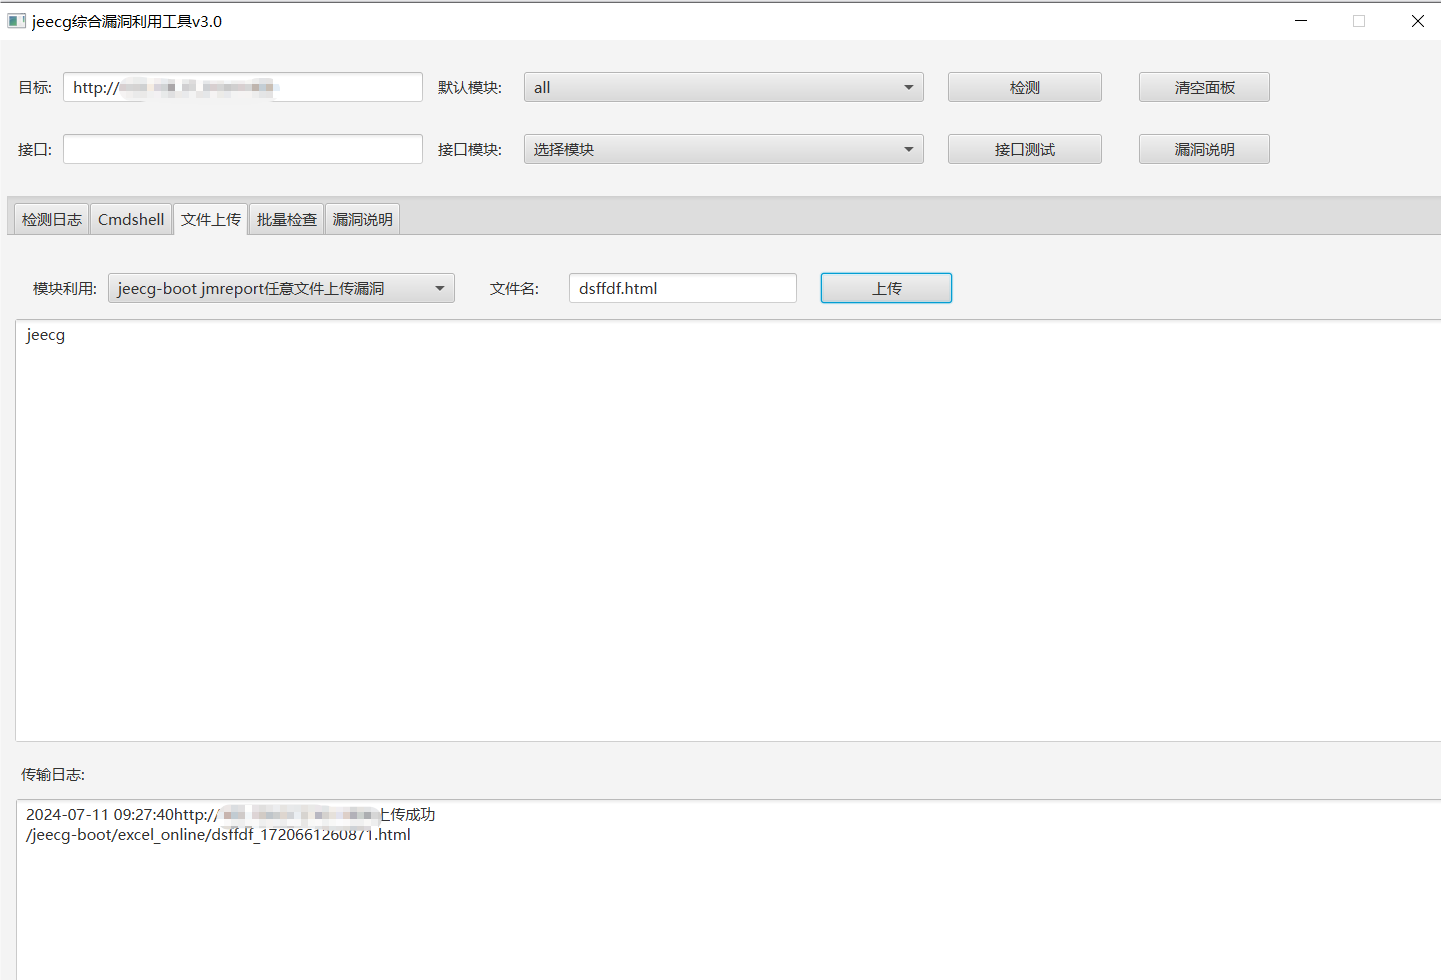 jeecg综合漏洞利用工具v3.0
目标: http:// 默认模块: all 检测 清空面板
接口: 接口模块: 选择模块 接口测试 漏洞说明
检测日志 Cmdshell 文件上传 批量检查 漏洞说明
模块利用: jeecg-boot jmreport任意文件上传漏洞 文件名: dsffdf.html 上传
jeecg
传输日志:
2024-07-11 09:27:40http:// 上传成功
/jeecg-boot/excel_online/dsffdf_1720661260871.html